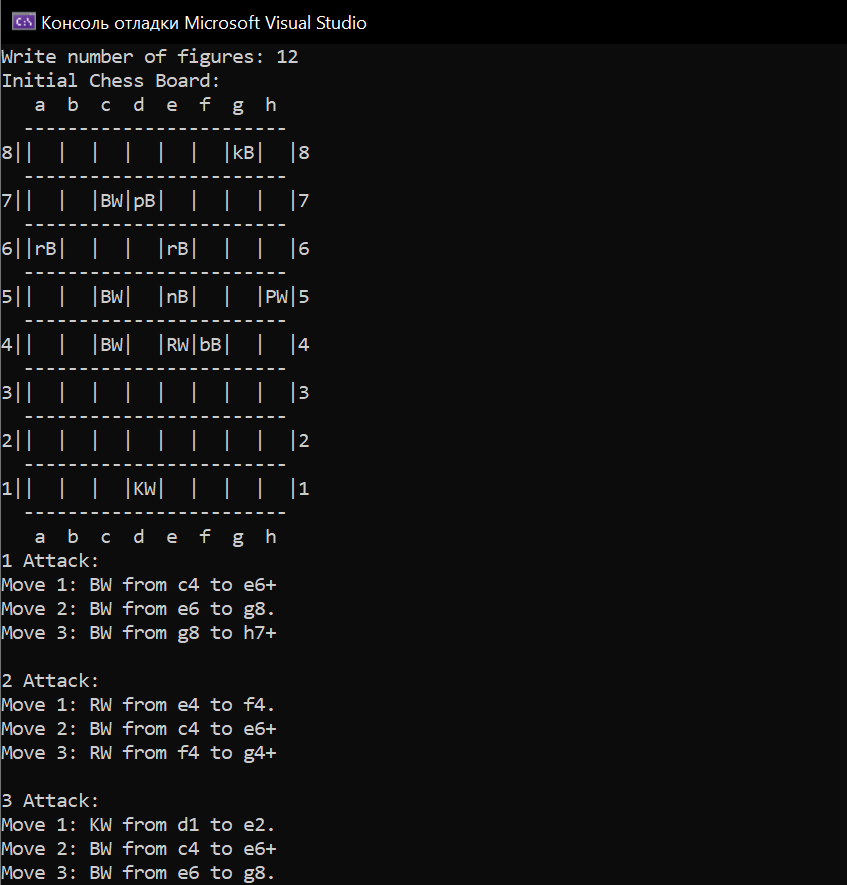 Консоль отладки Microsoft Visual Studio
Write number of figures: 12
Initial Chess Board:
   a  b  c  d  e  f  g  h
  ------------------------
8||  |  |  |  |  |  |kB|  |8
  ------------------------
7||  |  |BW|pB|  |  |  |  |7
  ------------------------
6||rB|  |  |  |rB|  |  |  |6
  ------------------------
5||  |  |BW|  |nB|  |  |PW|5
  ------------------------
4||  |  |BW|  |RW|bB|  |  |4
  ------------------------
3||  |  |  |  |  |  |  |  |3
  ------------------------
2||  |  |  |  |  |  |  |  |2
  ------------------------
1||  |  |  |KW|  |  |  |  |1
  ------------------------
   a  b  c  d  e  f  g  h
1 Attack:
Move 1: BW from c4 to e6+
Move 2: BW from e6 to g8.
Move 3: BW from g8 to h7+
2 Attack:
Move 1: RW from e4 to f4.
Move 2: BW from c4 to e6+
Move 3: RW from f4 to g4+
3 Attack:
Move 1: KW from d1 to e2.
Move 2: BW from c4 to e6+
Move 3: BW from e6 to g8.